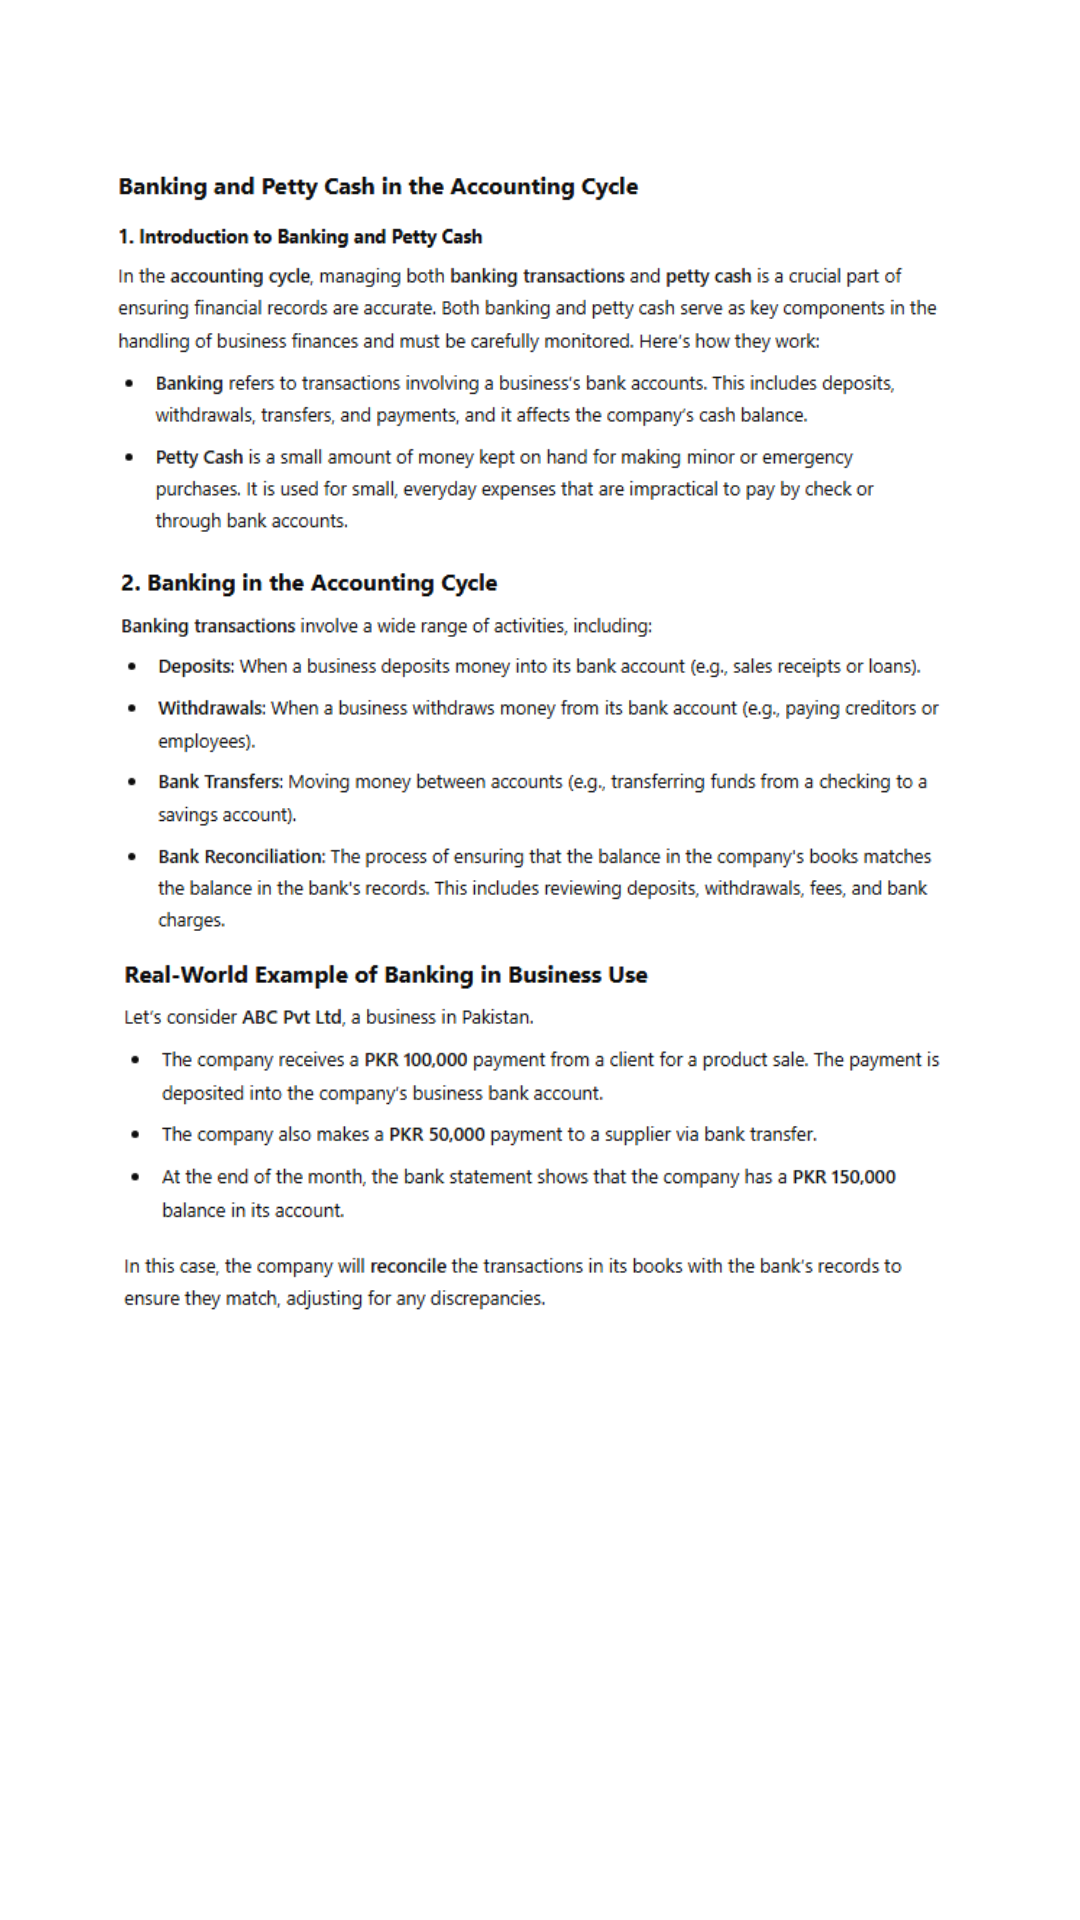 Banking and Petty Cash in the Accounting Cycle
1. Introduction to Banking and Petty Cash
In the accounting cycle, managing both banking transactions and petty cash is a crucial part of
ensuring financial records are accurate. Both banking and petty cash serve as key components in the
handling of business finances and must be carefully monitored. Here's how they work:
• Banking refers to transactions involving a business's bank accounts. This includes deposits,
withdrawals, transfers, and payments, and it affects the company's cash balance.
• Petty Cash is a small amount of money kept on hand for making minor or emergency
purchases. It is used for small, everyday expenses that are impractical to pay by check or
through bank accounts.
2. Banking in the Accounting Cycle
Banking transactions involve a wide range of activities, including:
• Deposits: When a business deposits money into its bank account (e.g., sales receipts or loans).
• Withdrawals: When a business withdraws money from its bank account (e.g., paying creditors or
employees).
• Bank Transfers: Moving money between accounts (e.g., transferring funds from a checking to a
savings account).
• Bank Reconciliation: The process of ensuring that the balance in the company's books matches
the balance in the bank's records. This includes reviewing deposits, withdrawals, fees, and bank
charges.
Real-World Example of Banking in Business Use
Let's consider ABC Pvt Ltd, a business in Pakistan.
• The company receives a PKR 100,000 payment from a client for a product sale. The payment is
deposited into the company's business bank account.
• The company also makes a PKR 50,000 payment to a supplier via bank transfer.
• At the end of the month, the bank statement shows that the company has a PKR 150,000
balance in its account.
In this case, the company will reconcile the transactions in its books with the bank's records to
ensure they match, adjusting for any discrepancies.